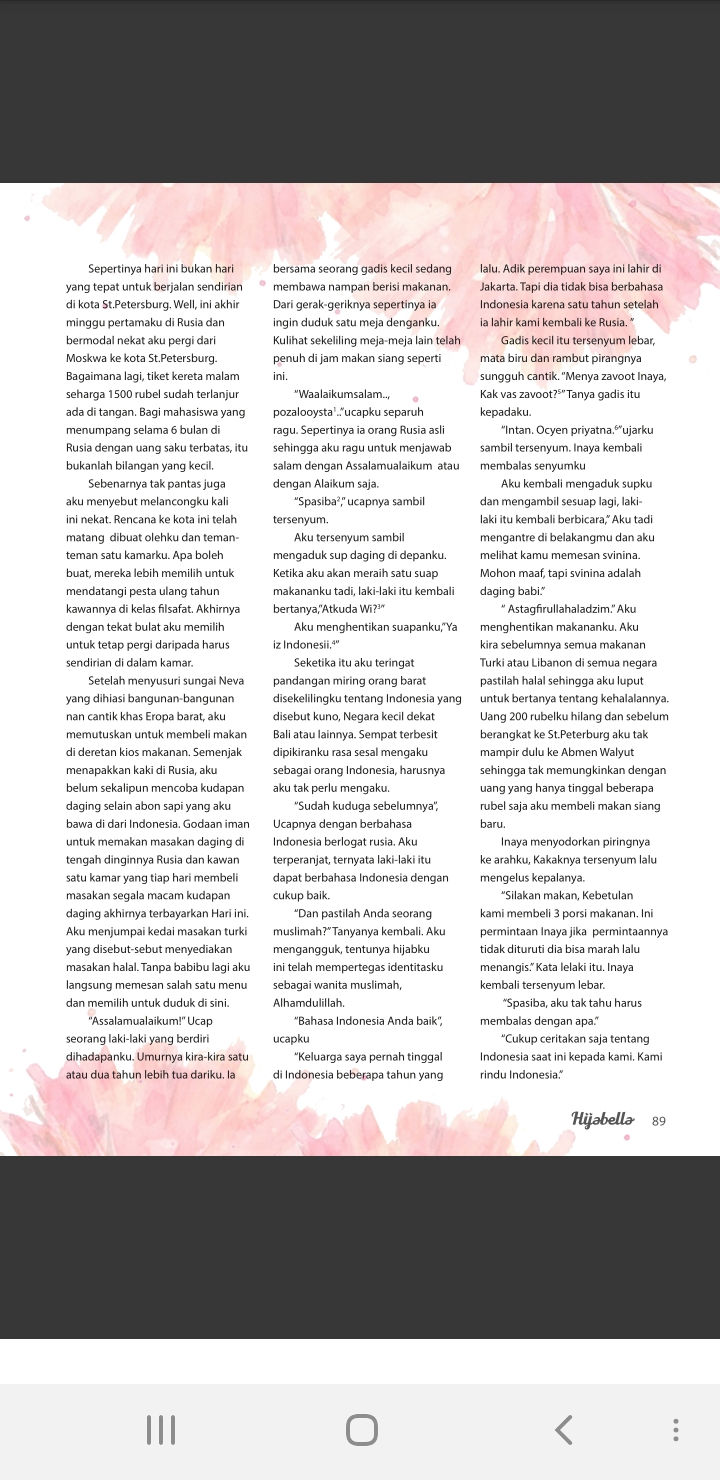 Sepertinya hari ini bukan hari
yang tepat untuk berjalan sendirian
di kota St.Petersburg. Well, ini akhir
minggu pertamaku di Rusia dan
bermodal nekat aku pergi dari
Moskwa ke kota St.Petersburg.
Bagaimana lagi, tiket kereta malam
seharga 1500 rubel sudah terlanjur
ada di tangan. Bagi mahasiswa yang
menumpang selama 6 bulan di
Rusia dengan uang saku terbatas, itu
bukanlah bilangan yang kecil.
Sebenarnya tak pantas juga
aku menyebut melancongku kali
ini nekat. Rencana ke kota ini telah
matang dibuat olehku dan teman-
teman satu kamarku. Apa boleh
buat, mereka lebih memilih untuk
mendatangi pesta ulang tahun
kawannya di kelas filsafat. Akhirnya
dengan tekat bulat aku memilih
untuk tetap pergi daripada harus
sendirian di dalam kamar.
Setelah menyusuri sungai Neva
yang dihiasi bangunan-bangunan
nan cantik khas Eropa barat, aku
memutuskan untuk membeli makan
di deretan kios makanan. Semenjak
menapakkan kaki di Rusia, aku
belum sekalipun mencoba kudapan
daging selain abon sapi yang aku
bawa di dari Indonesia. Godaan iman
untuk memakan masakan daging di
tengah dinginnya Rusia dan kawan
satu kamar yang tiap hari membeli
masakan segala macam kudapan
daging akhirnya terbayarkan Hari ini.
Aku menjumpai kedai masakan turki
yang disebut-sebut menyediakan
masakan halal. Tanpa babibu lagi aku
langsung memesan salah satu menu
dan memilih untuk duduk di sini.
“Assalamualaikum!” Ucap
seorang laki-laki yang berdiri
dihadapanku. Umurnya kira-kira satu
atau dua tahun lebih tua dariku. Ia
bersama seorang gadis kecil sedang
membawa nampan berisi makanan.
Dari gerak-geriknya sepertinya ia
ingin duduk satu meja denganku.
Kulihat sekeliling meja-meja lain telah
penuh di jam makan siang seperti
ini.
“Waalaikumsalam..,
pozalooysta¹..”ucapku separuh
ragu. Sepertinya ia orang Rusia asli
sehingga aku ragu untuk menjawab
salam dengan Assalamualaikum atau
dengan Alaikum saja.
“Spasiba²,” ucapnya sambil
tersenyum.
Aku tersenyum sambil
mengaduk sup daging di depanku.
Ketika aku akan meraih satu suap
makananku tadi, laki-laki itu kembali
bertanya,”Atkuda Wi?³”
Aku menghentikan suapanku,”Ya
iz Indonesii.⁴”
Seketika itu aku teringat
pandangan miring orang barat
disekelilingku tentang Indonesia yang
disebut kuno, Negara kecil dekat
Bali atau lainnya. Sempat terbesit
dipikiranku rasa sesal mengaku
sebagai orang Indonesia, harusnya
aku tak perlu mengaku.
“Sudah kuduga sebelumnya”,
Ucapnya dengan berbahasa
Indonesia berlogat rusia. Aku
terperanjat, ternyata laki-laki itu
dapat berbahasa Indonesia dengan
cukup baik.
“Dan pastilah Anda seorang
muslimah?” Tanyanya kembali. Aku
mengangguk, tentunya hijabku
ini telah mempertegas identitasku
sebagai wanita muslimah,
Alhamdulillah.
“Bahasa Indonesia Anda baik”,
ucapku
“Keluarga saya pernah tinggal
di Indonesia beberapa tahun yang
lalu. Adik perempuan saya ini lahir di
Jakarta. Tapi dia tidak bisa berbahasa
Indonesia karena satu tahun setelah
ia lahir kami kembali ke Rusia. ”
Gadis kecil itu tersenyum lebar,
mata biru dan rambut pirangnya
sungguh cantik. “Menya zavoot Inaya,
Kak vas zavoot?⁵” Tanya gadis itu
kepadaku.
“Intan. Ocyen priyatna.⁶”ujarku
sambil tersenyum. Inaya kembali
membalas senyumku
Aku kembali mengaduk supku
dan mengambil sesuap lagi, laki-
laki itu kembali berbicara,” Aku tadi
mengantre di belakangmu dan aku
melihat kamu memesan svinina.
Mohon maaf, tapi svinina adalah
daging babi.”
“ Astagfirullahaladzim.” Aku
menghentikan makananku. Aku
kira sebelumnya semua makanan
Turki atau Libanon di semua negara
pastilah halal sehingga aku luput
untuk bertanya tentang kehalalannya.
Uang 200 rubelku hilang dan sebelum
berangkat ke St.Peterburg aku tak
mampir dulu ke Abmen Walyut
sehingga tak memungkinkan dengan
uang yang hanya tinggal beberapa
rubel saja aku membeli makan siang
baru.
Inaya menyodorkan piringnya
ke arahku, Kakaknya tersenyum lalu
mengelus kepalanya.
“Silakan makan, Kebetulan
kami membeli 3 porsi makanan. Ini
permintaan Inaya jika permintaannya
tidak dituruti dia bisa marah lalu
menangis.” Kata lelaki itu. Inaya
kembali tersenyum lebar.
“Spasiba, aku tak tahu harus
membalas dengan apa.”
“Cukup ceritakan saja tentang
Indonesia saat ini kepada kami. Kami
rindu Indonesia.”
Hijabella 89